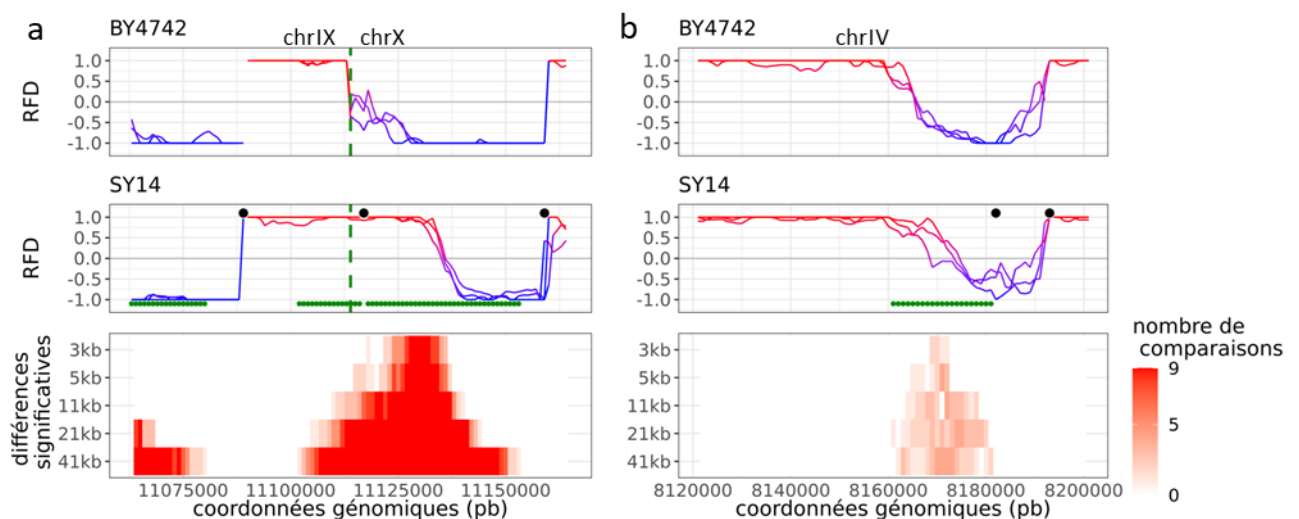 a
BY4742
chrIX
chrX
RFD
1.0
0.5
0.0
-0.5
-1.0
SY14
RFD
1.0
0.5
0.0
-0.5
-1.0
différences
significatives
3kb
5kb
11kb
21kb
41kb
11075000 11100000 11125000 11150000
coordonnées génomiques (pb)
b
BY4742
chrIV
RFD
1.0
0.5
0.0
-0.5
-1.0
SY14
RFD
1.0
0.5
0.0
-0.5
-1.0
3kb
5kb
11kb
21kb
41kb
8120000 8140000 8160000 8180000 8200000
coordonnées génomiques (pb)
nombre de
comparaisons
9
5
0